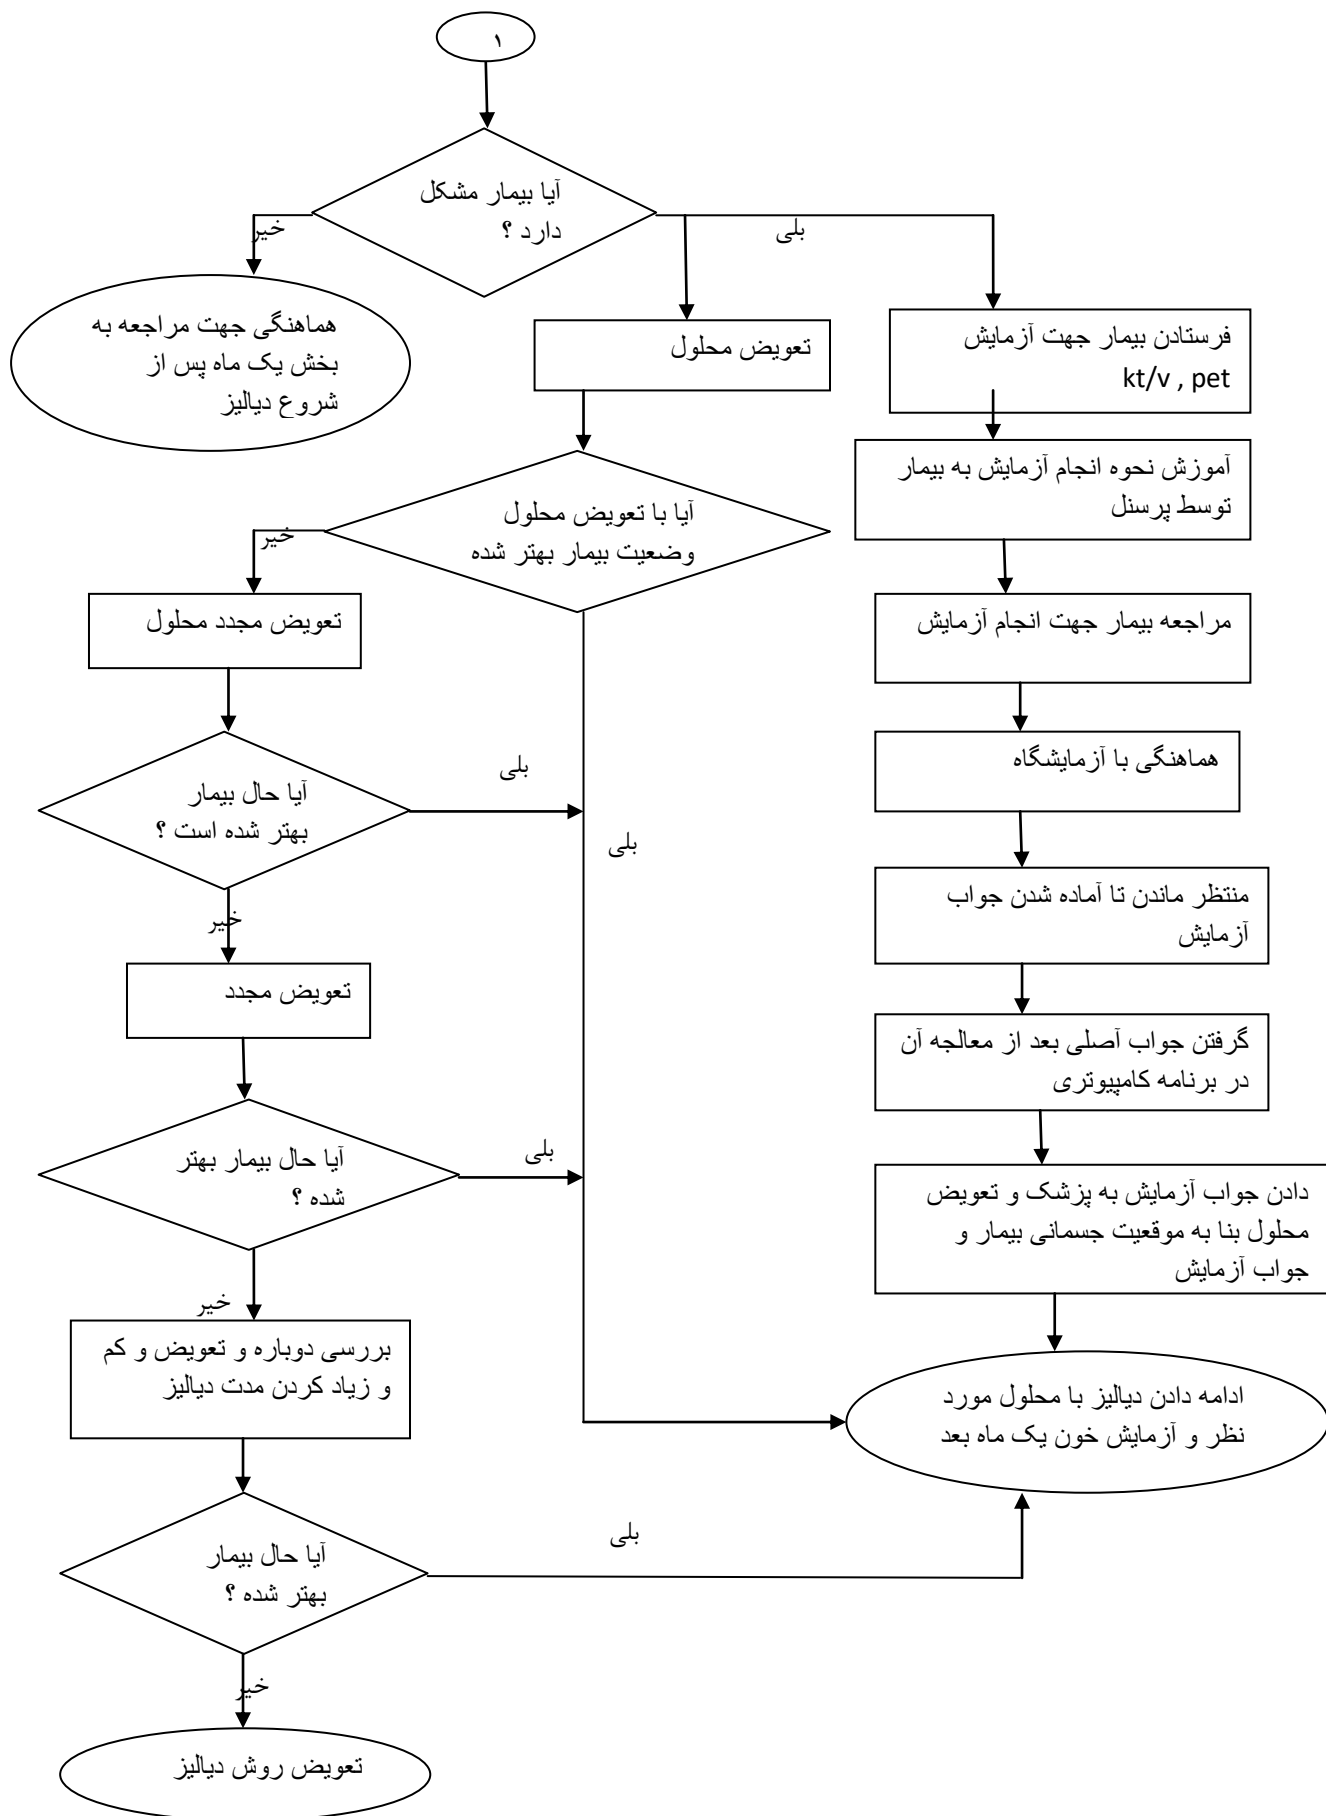 ۱
آیا بیمار مشکل
دارد ؟
خیر
بلی
هماهنگی جهت مراجعه به
بخش یک ماه پس از
شروع دیالیز
تعویض محلول
فرستادن بیمار جهت آزمایش
kt/v , pet
آموزش نحوه انجام آزمایش به بیمار
توسط پرسنل
آیا با تعویض محلول
وضعیت بیمار بهتر شده
خیر
تعویض مجدد محلول
مراجعه بیمار جهت انجام آزمایش
هماهنگی با آزمایشگاه
بلی
آیا حال بیمار
بهتر شده است ؟
بلی
خیر
منتظر ماندن تا آماده شدن جواب
آزمایش
تعویض مجدد
گرفتن جواب آصلی بعد از معالجه آن
در برنامه کامپیوتری
آیا حال بیمار بهتر
شده ؟
بلی
دادن جواب آزمایش به پزشک و تعویض
محلول بنا به موقعیت جسمانی بیمار و
جواب آزمایش
خیر
بررسی دوباره و تعویض و کم
و زیاد کردن مدت دیالیز
ادامه دادن دیالیز با محلول مورد
نظر و آزمایش خون یک ماه بعد
آیا حال بیمار
بهتر شده ؟
بلی
خیر
تعویض روش دیالیز